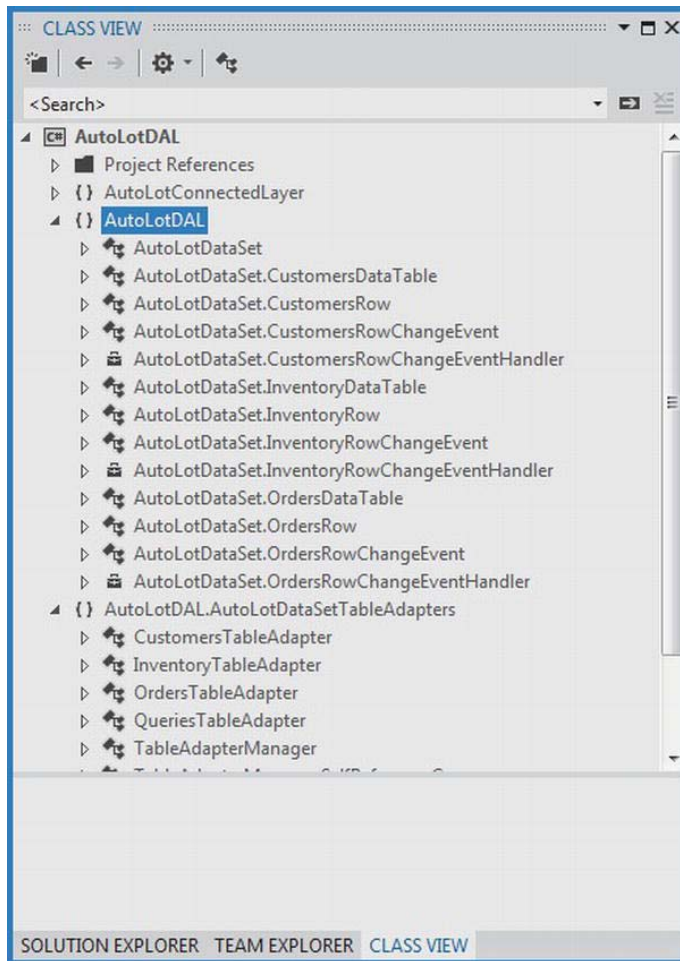 CLASS VIEW
<Search>
C# AutoLotDAL
Project References
{} AutoLotConnectedLayer
{} AutoLotDAL
AutoLotDataSet
AutoLotDataSet.CustomersDataTable
AutoLotDataSet.CustomersRow
AutoLotDataSet.CustomersRowChangeEvent
AutoLotDataSet.CustomersRowChangeEventHandler
AutoLotDataSet.InventoryDataTable
AutoLotDataSet.InventoryRow
AutoLotDataSet.InventoryRowChangeEvent
AutoLotDataSet.InventoryRowChangeEventHandler
AutoLotDataSet.OrdersDataTable
AutoLotDataSet.OrdersRow
AutoLotDataSet.OrdersRowChangeEvent
AutoLotDataSet.OrdersRowChangeEventHandler
{} AutoLotDAL.AutoLotDataSetTableAdapters
CustomersTableAdapter
InventoryTableAdapter
OrdersTableAdapter
QueriesTableAdapter
TableAdapterManager
SOLUTION EXPLORER TEAM EXPLORER CLASS VIEW